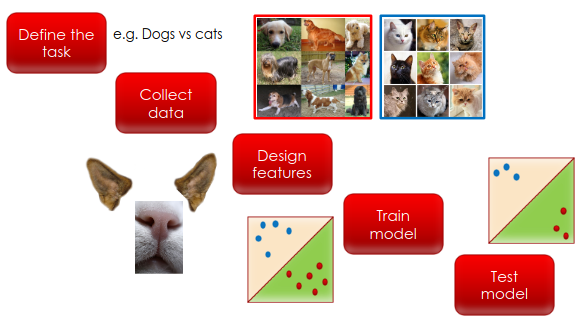 Define the
task
e.g. Dogs vs cats
Collect
data
Design
features
Train
model
Test
model